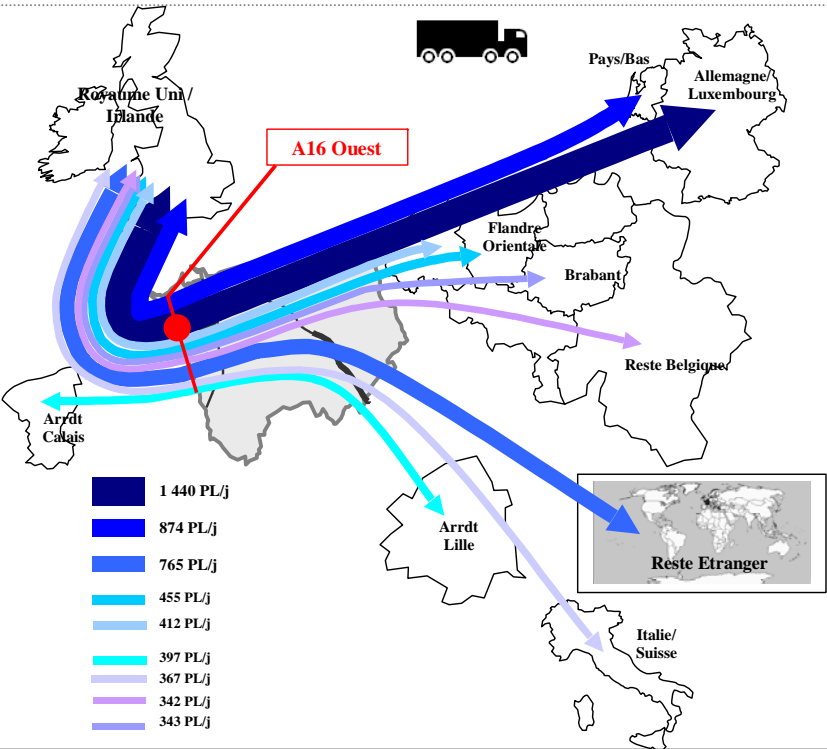 Pays/Bas
Allemagne/
Luxembourg
Royaume Uni /
Irlande
A16 Ouest
Flandre
Orientale
Brabant
Reste Belgique
Arrdt
Calais
1 440 PL/j
874 PL/j
765 PL/j
455 PL/j
412 PL/j
397 PL/j
367 PL/j
342 PL/j
343 PL/j
Arrdt
Lille
Reste Etranger
Italie/
Suisse